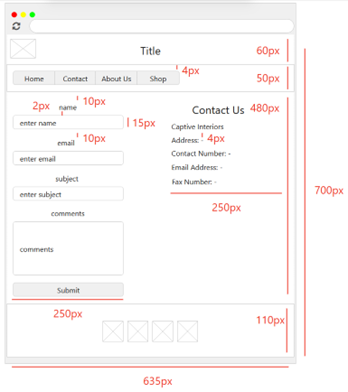 Title
60px
Home Contact About Us Shop
4px
50px
2px
name
10px
enter name
15px
email
10px
enter email
subject
enter subject
comments
comments
Submit
250px
Contact Us
480px
Captive Interiors
Address: -
4px
Contact Number: -
Email Address: -
Fax Number: -
250px
700px
110px
635px